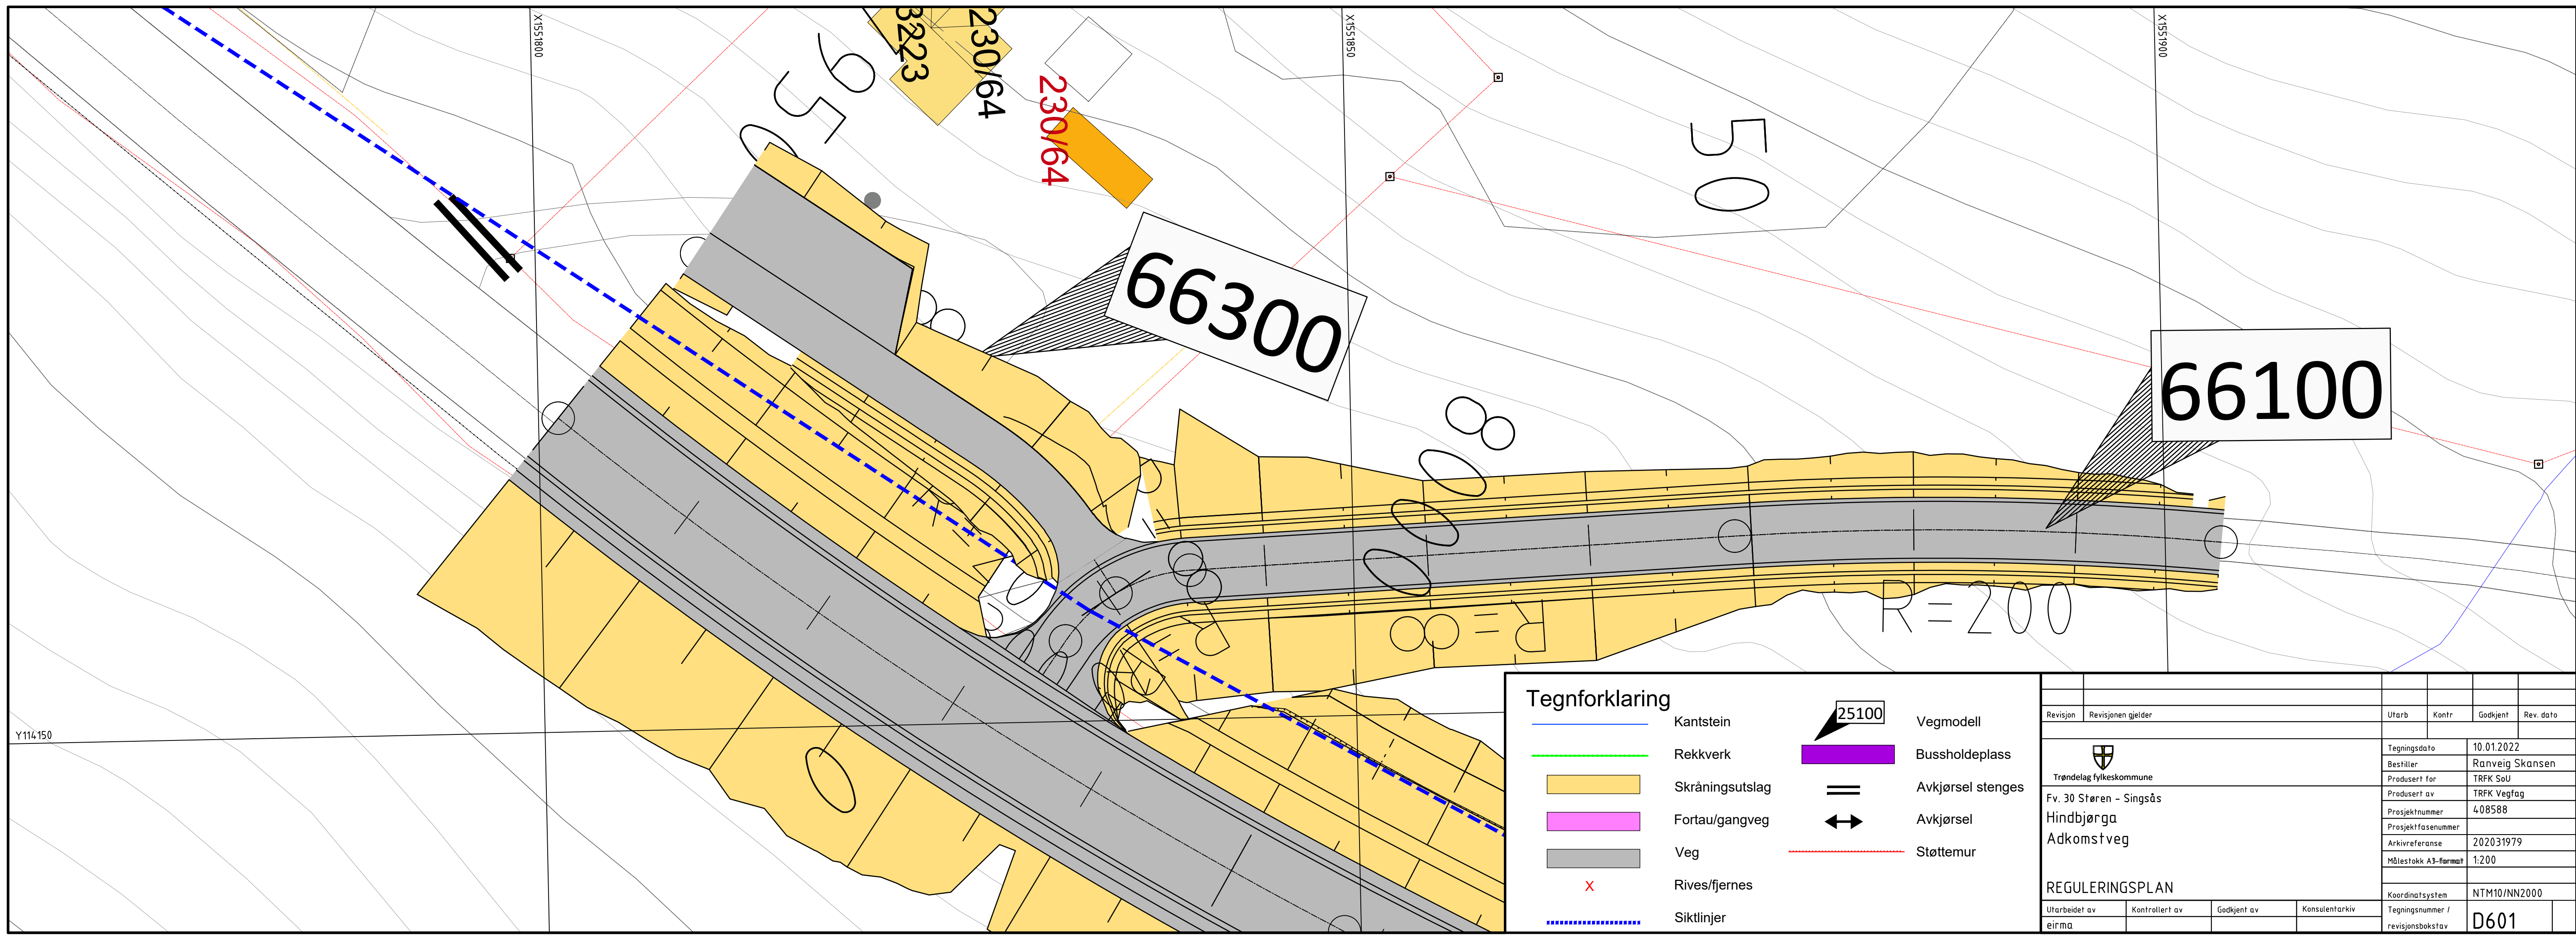 X1551800
X1551850
X1551900
3223
230/64
230/64
50
66300
66100
R=200
Y114150
Tegnforklaring
Kantstein
Rekkverk
Skråningsutslag
Fortau/gangveg
Veg
X Rives/fjernes
Siktlinjer
25100 Vegmodell
Bussholdeplass
Avkjørsel stenges
Avkjørsel
Støttemur
Revisjon Revisjonen gjelder Utarb Kontr Godkjent Rev. dato
Trøndelag fylkeskommune
Fv. 30 Støren - Singsås
Hindbjørga
Adkomstveg
REGULERINGSPLAN
Tegningsdato 10.01.2022
Bestiller Ranveig Skansen
Produsert for TRFK SoU
Produsert av TRFK Vegfag
Prosjektnummer 408588
Prosjektfasenummer
Arkivreferanse 202031979
Målestokk A3-format 1:200
Koordinatsystem NTM10/NN2000
Utarbeidet av Kontrollert av Godkjent av Konsulentarkiv
eirma
Tegningsnummer /
revisjonsbokstav D601